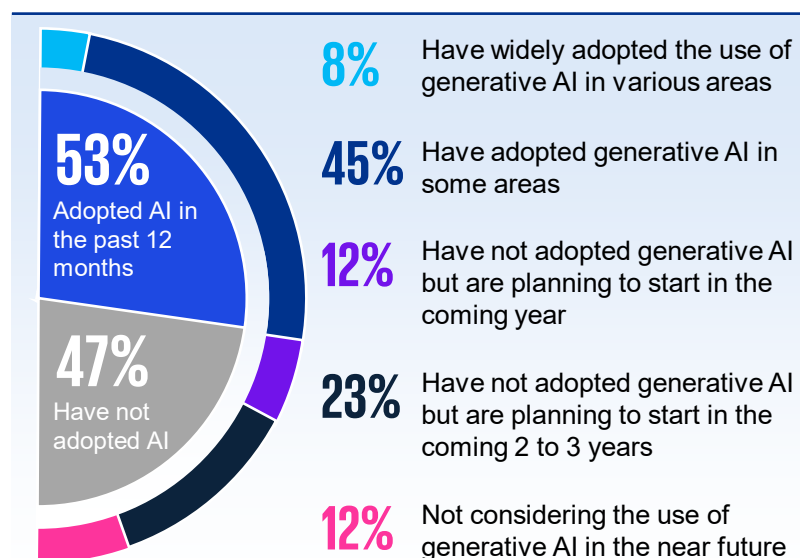 8%
Have widely adopted the use of
generative AI in various areas
53%
Adopted AI in
the past 12
months
45%
Have adopted generative AI in
some areas
12%
Have not adopted generative AI
but are planning to start in the
coming year
47%
Have not
adopted AI
23%
Have not adopted generative AI
but are planning to start in the
coming 2 to 3 years
12%
Not considering the use of
generative AI in the near future